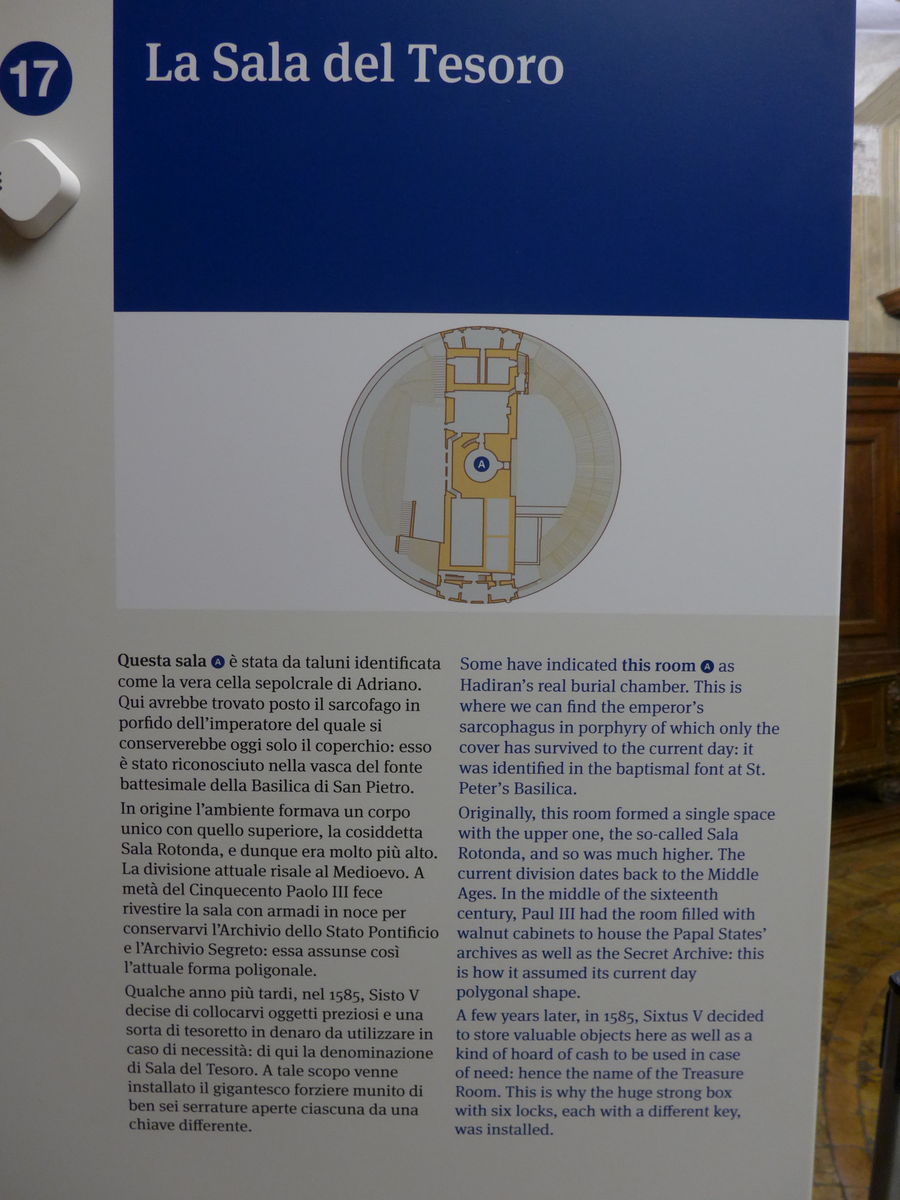 17
La Sala del Tesoro
A
Questa sala A è stata da taluni identificata
come la vera cella sepolcrale di Adriano.
Qui avrebbe trovato posto il sarcofago in
porfido dell'imperatore del quale si
conserverebbe oggi solo il coperchio: esso
è stato riconosciuto nella vasca del fonte
battesimale della Basilica di San Pietro.
In origine l'ambiente formava un corpo
unico con quello superiore, la cosiddetta
Sala Rotonda, e dunque era molto più alto.
La divisione attuale risale al Medioevo. A
metà del Cinquecento Paolo III fece
rivestire la sala con armadi in noce per
conservarvi l'Archivio dello Stato Pontificio
e l'Archivio Segreto: essa assunse così
l'attuale forma poligonale.
Qualche anno più tardi, nel 1585, Sisto V
decise di collocarvi oggetti preziosi e una
sorta di tesoretto in denaro da utilizzare in
caso di necessità: di qui la denominazione
di Sala del Tesoro. A tale scopo venne
installato il gigantesco forziere munito di
ben sei serrature aperte ciascuna da una
chiave differente.
Some have indicated this room A as
Hadiran's real burial chamber. This is
where we can find the emperor's
sarcophagus in porphyry of which only the
cover has survived to the current day: it
was identified in the baptismal font at St.
Peter's Basilica.
Originally, this room formed a single space
with the upper one, the so-called Sala
Rotonda, and so was much higher. The
current division dates back to the Middle
Ages. In the middle of the sixteenth
century, Paul III had the room filled with
walnut cabinets to house the Papal States'
archives as well as the Secret Archive: this
is how it assumed its current day
polygonal shape.
A few years later, in 1585, Sixtus V decided
to store valuable objects here as well as a
kind of hoard of cash to be used in case
of need: hence the name of the Treasure
Room. This is why the huge strong box
with six locks, each with a different key,
was installed.